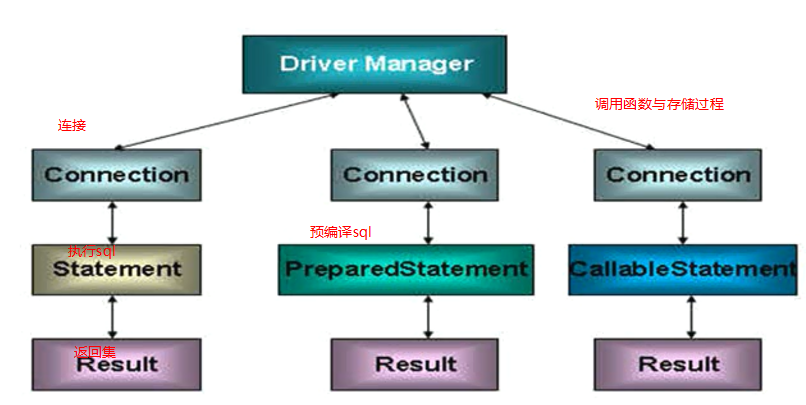 Driver Manager
调用函数与存储过程
连接
Connection
Connection
Connection
预编译sql
执行sql
Statement
PreparedStatement
CallableStatement
返回集
Result
Result
Result